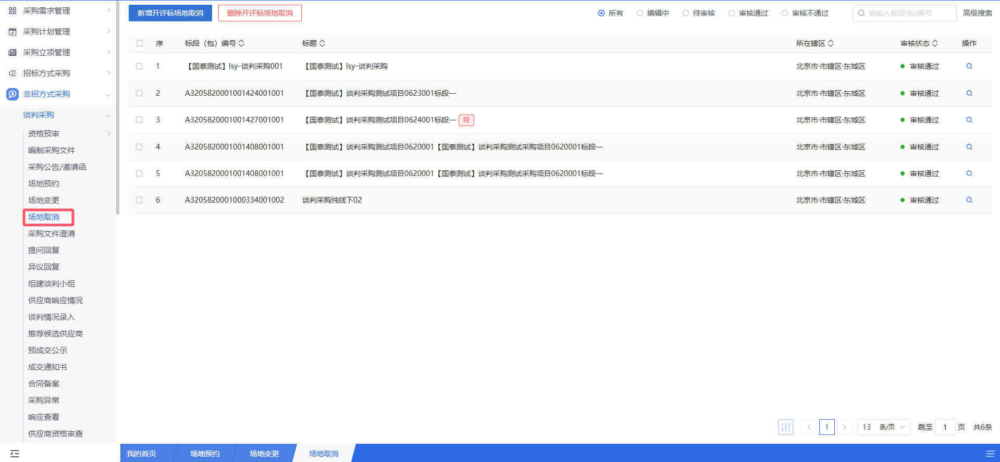 采购需求管理
采购计划管理
采购立项管理
招标方式采购
非招方式采购
谈判采购
资格预审
编制采购文件
采购公告/邀请函
场地预约
场地变更
场地取消
采购文件澄清
提问回复
异议回复
组建谈判小组
供应商响应情况
谈判情况录入
推荐候选供应商
预成交公示
成交通知书
合同备案
采购异常
响应查看
供应商资格审查
新增开评标场地取消 删除开评标场地取消 所有 编辑中 待审核 审核通过 审核不通过 请输入标段(包)编号 高级搜索
序 标段（包）编号 标题 所在辖区 审核状态 操作
1 【国泰测试】lsy-谈判采购001 【国泰测试】lsy-谈判采购 北京市·市辖区·东城区 审核通过
2 A3205820001001424001001 【国泰测试】谈判采购测试项目0623001标段一 北京市·市辖区·东城区 审核通过
3 A3205820001001427001001 【国泰测试】谈判采购测试项目0624001标段一 网 北京市·市辖区·东城区 审核通过
4 A3205820001001408001001 【国泰测试】谈判采购测试项目0620001【国泰测试】谈判采购测试采购项目0620001标段一 北京市·市辖区·东城区 审核通过
5 A3205820001001408001001 【国泰测试】谈判采购测试项目0620001【国泰测试】谈判采购测试采购项目0620001标段一 北京市·市辖区·东城区 审核通过
6 A3205820001000334001002 谈判采购纯线下02 北京市·市辖区·东城区 审核通过
1 13 条/页 跳至 1 页 共6条
我的首页 场地预约 场地变更 场地取消